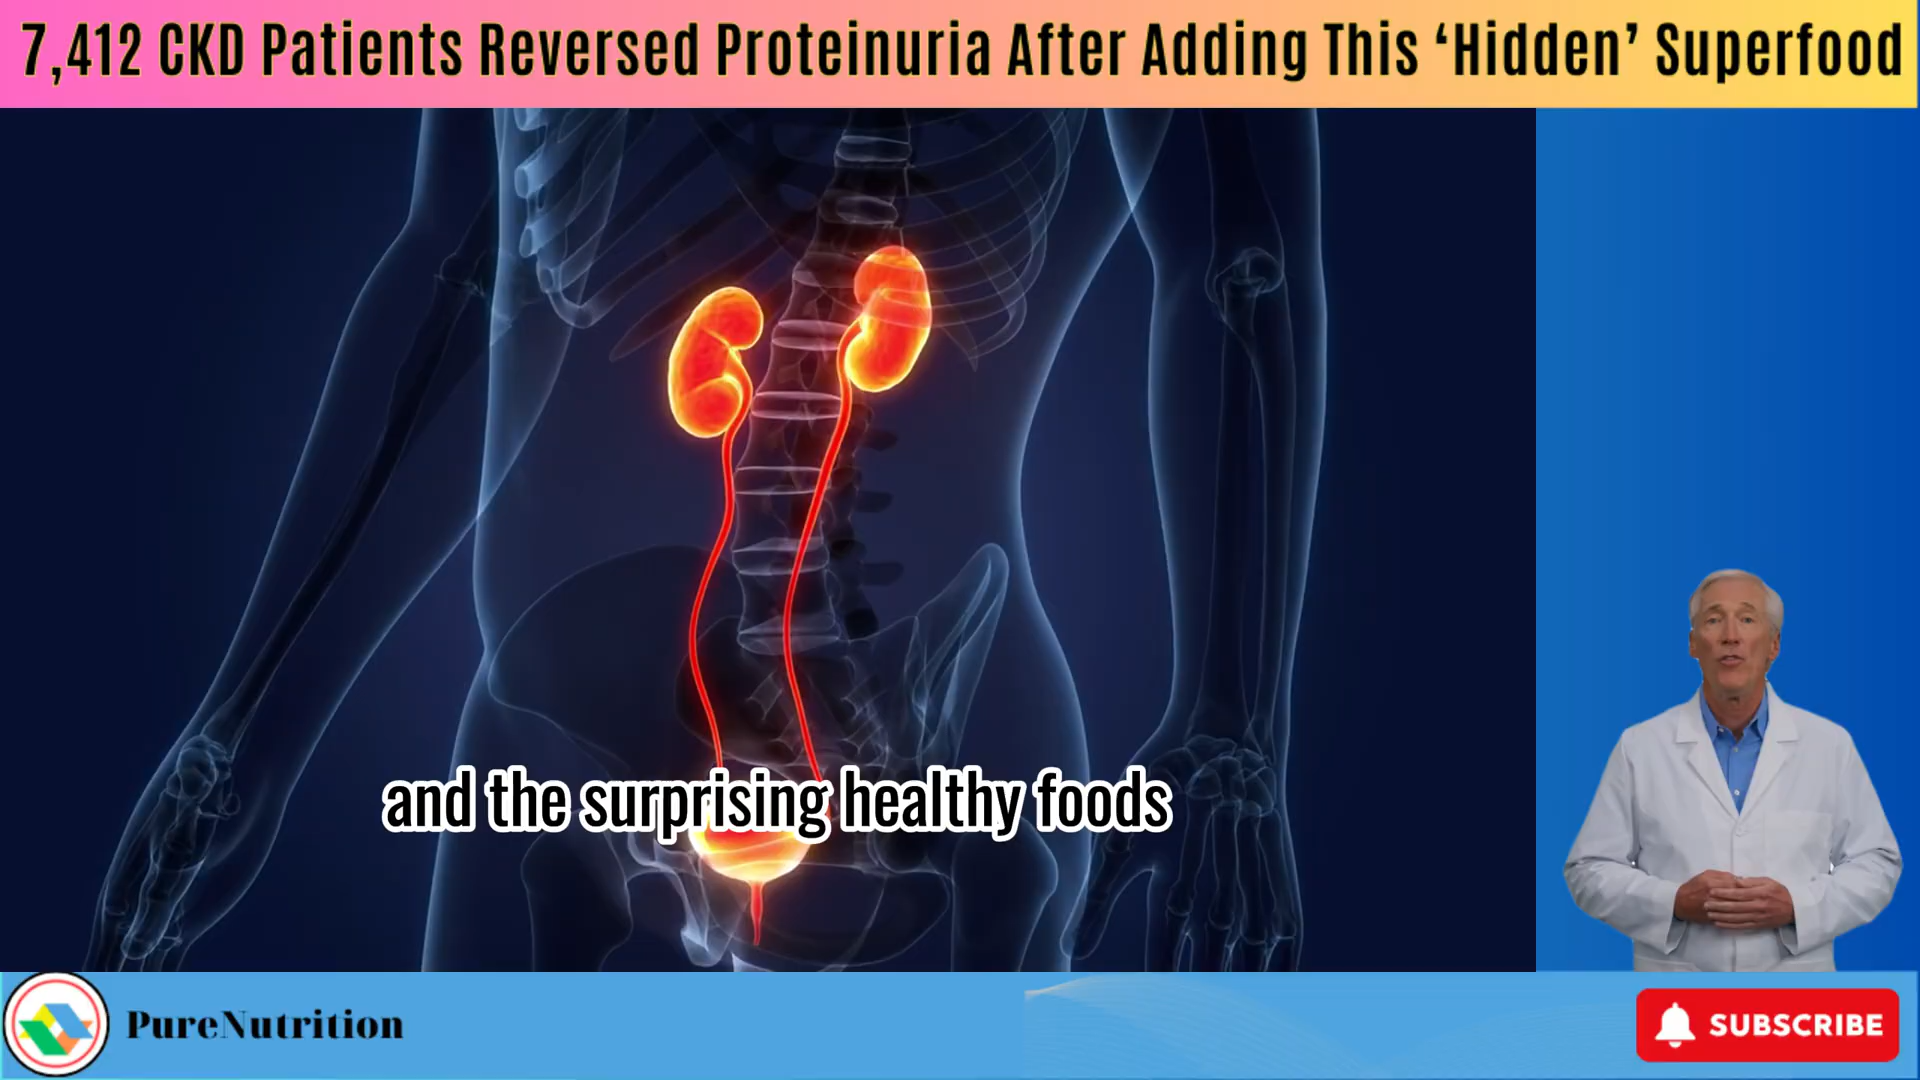 7,412 CKD Patients Reversed Proteinuria After Adding This ‘Hidden’ Superfood
and the surprising healthy foods
PureNutrition
SUBSCRIBE